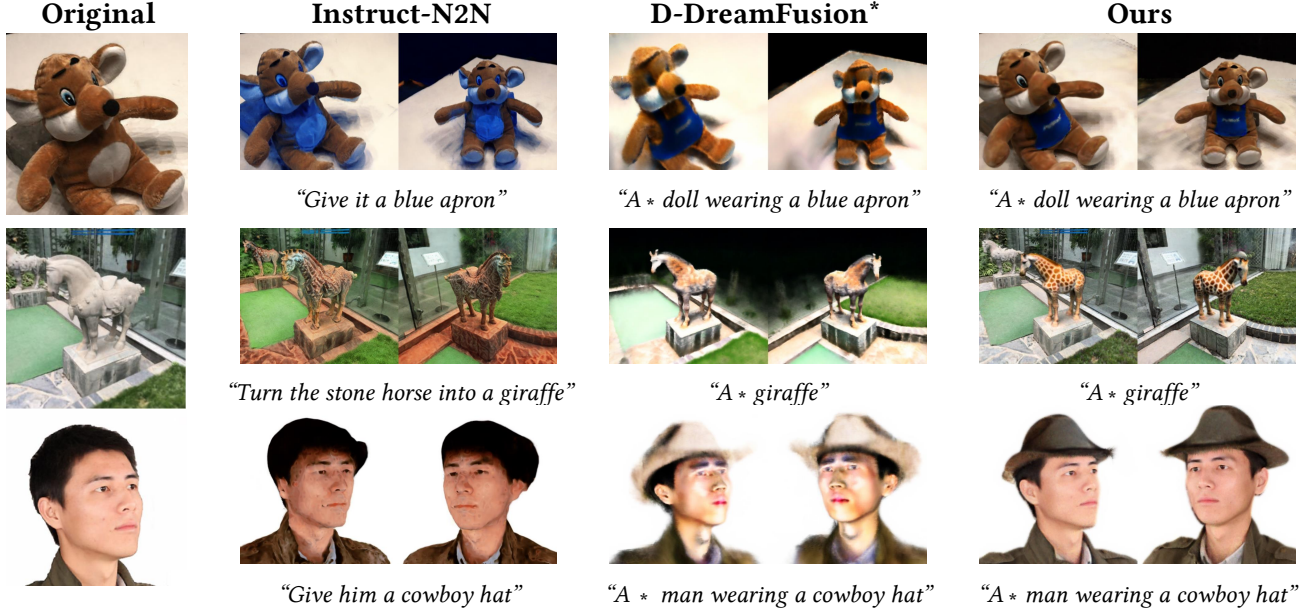 Original Instruct-N2N D-DreamFusion* Ours
“Give it a blue apron” “A* doll wearing a blue apron” “A* doll wearing a blue apron”
“Turn the stone horse into a giraffe” “A* giraffe” “A* giraffe”
“Give him a cowboy hat” “A* man wearing a cowboy hat” “A* man wearing a cowboy hat”